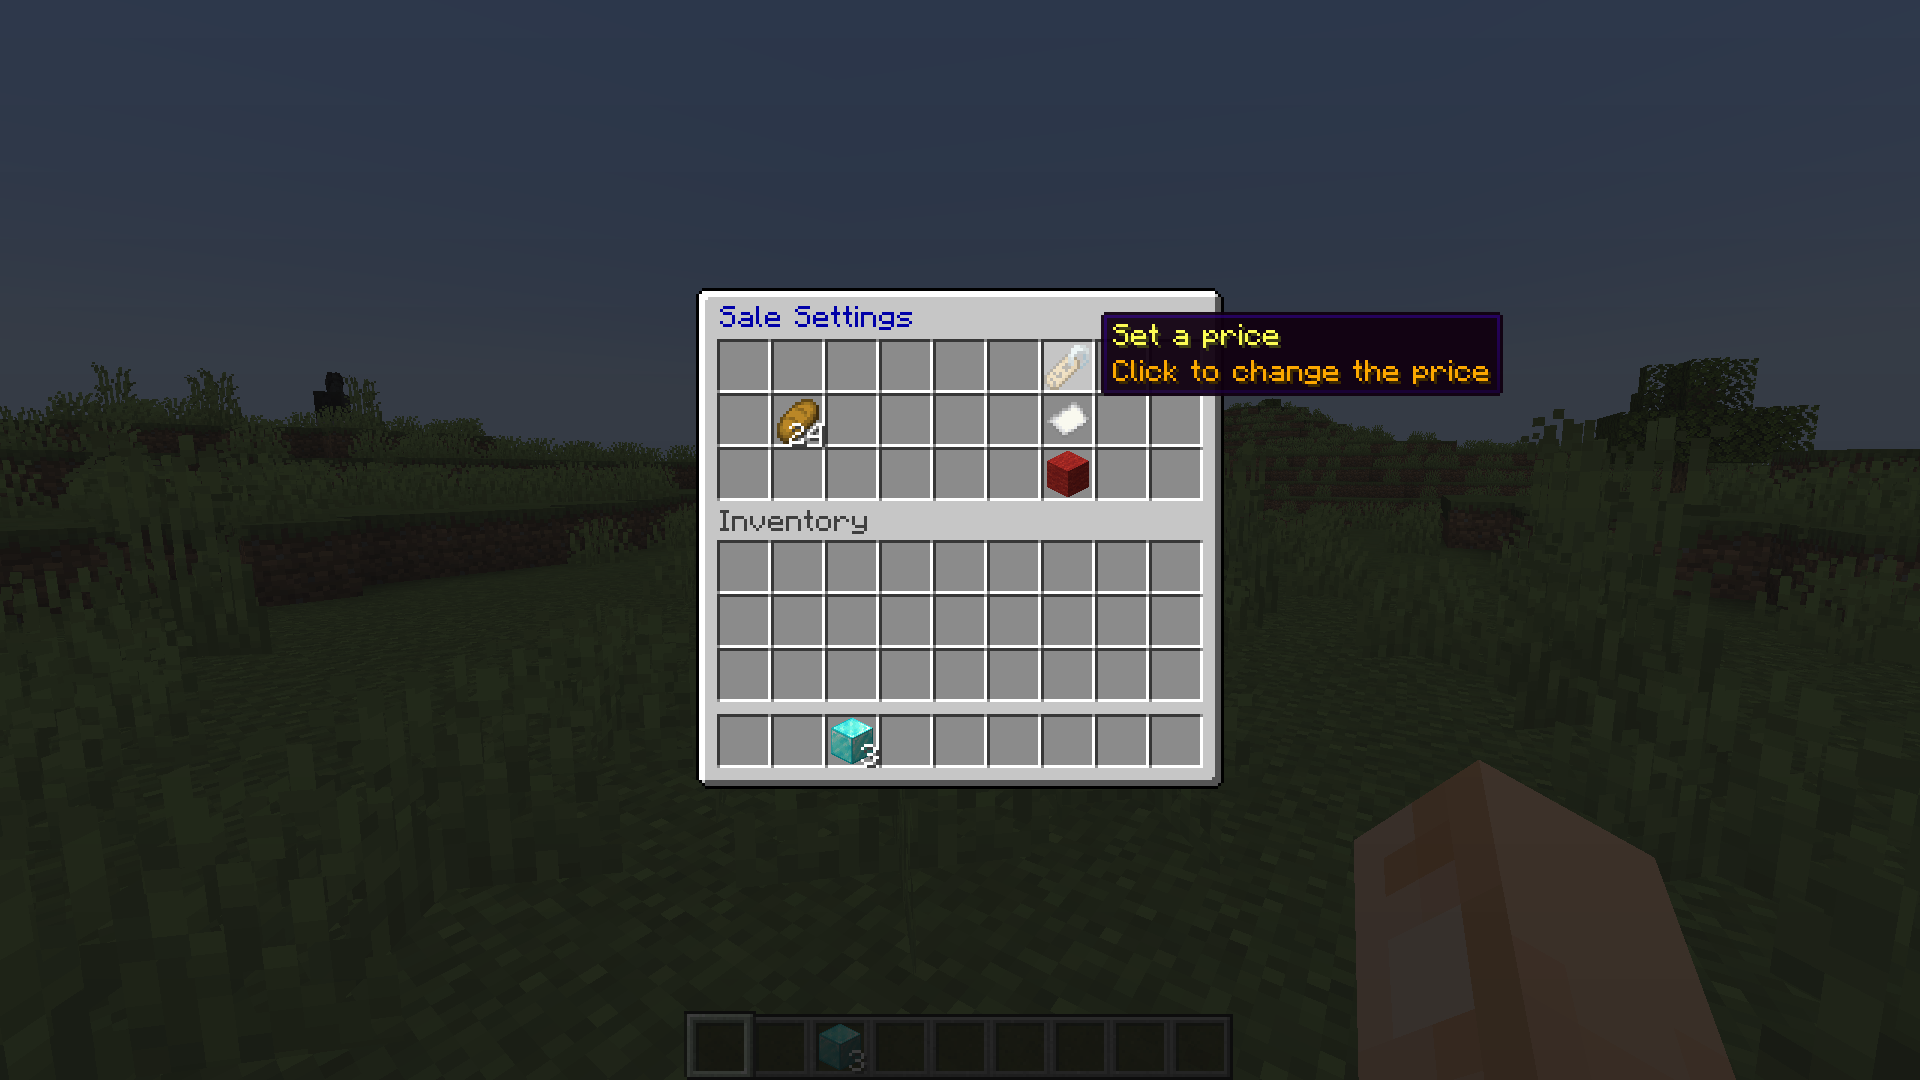 Sale Settings
Set a price
Click to change the price
24
Inventory
3
3